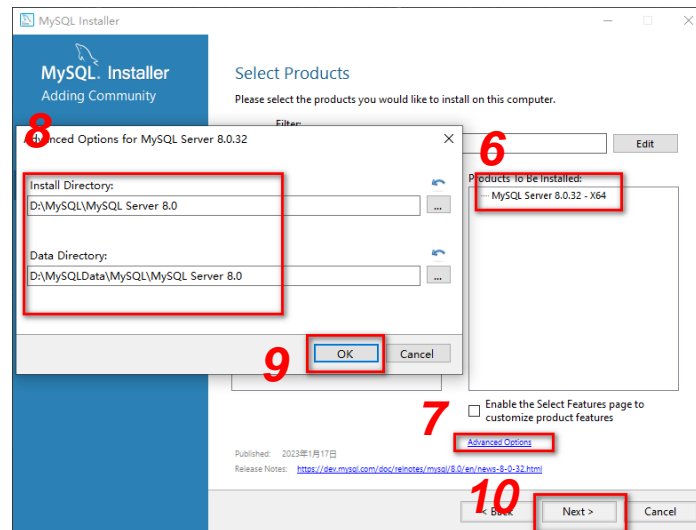 MySQL Installer
MySQL. Installer
Adding Community
Select Products
Please select the products you would like to install on this computer.
Filter:
Edit
8
Advanced Options for MySQL Server 8.0.32
Install Directory:
D:\MySQL\MySQL Server 8.0
...
Data Directory:
D:\MySQLData\MySQL\MySQL Server 8.0
...
9
OK
Cancel
6
Products To Be Installed:
MySQL Server 8.0.32 - X64
Enable the Select Features page to
customize product features
7
Advanced Options
Published: 2023年1月17日
Release Notes: https://dev.mysql.com/doc/relnotes/mysql/8.0/en/news-8-0-32.html
10
< Back
Next >
Cancel